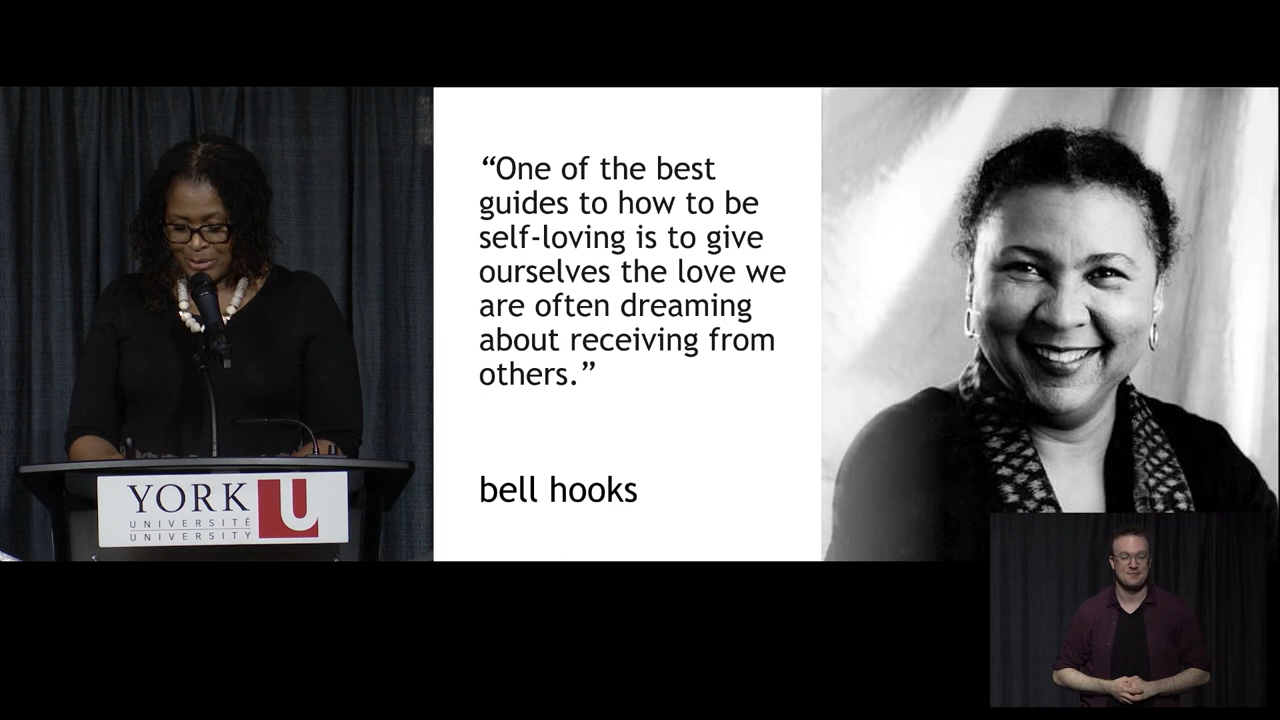 “One of the best
guides to how to be
self-loving is to give
ourselves the love we
are often dreaming
about receiving from
others.”
bell hooks
YORK U
UNIVERSITÉ
UNIVERSITY